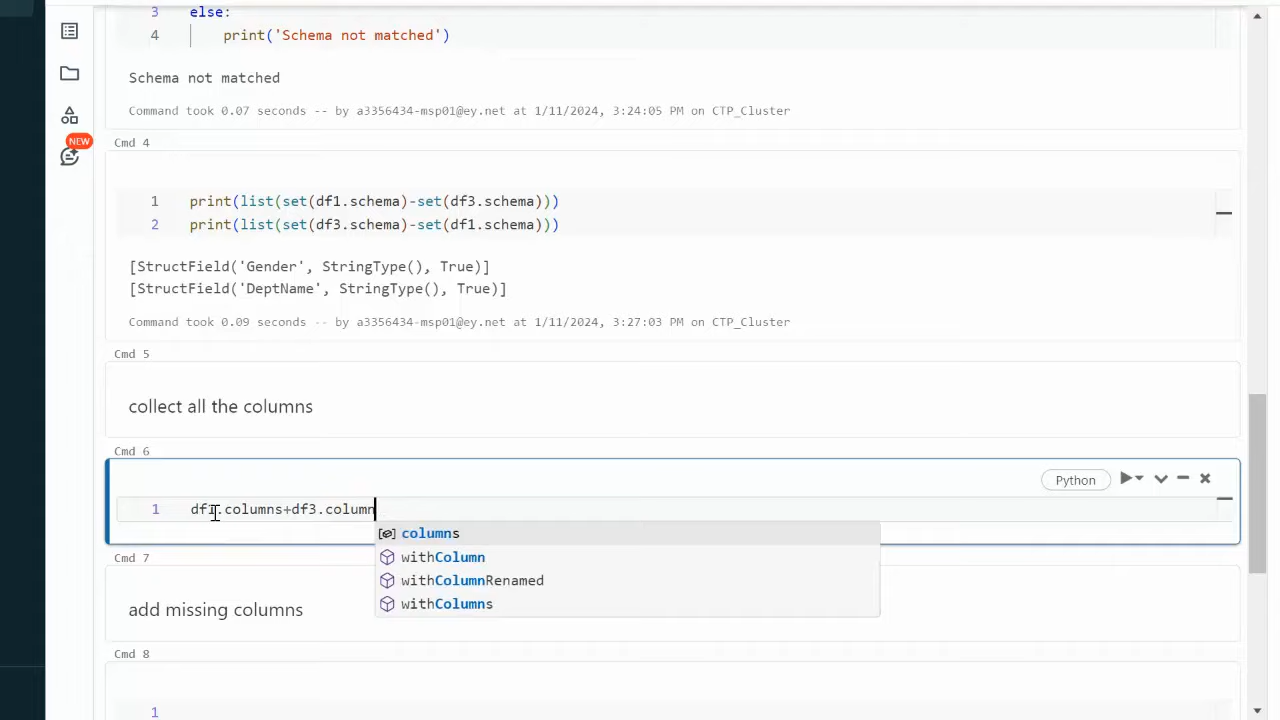 3 else:
4 print('Schema not matched')
Schema not matched
Command took 0.07 seconds -- by a3356434-msp01@ey.net at 1/11/2024, 3:24:05 PM on CTP_Cluster
NEW
Cmd 4
1 print(list(set(df1.schema)-set(df3.schema)))
2 print(list(set(df3.schema)-set(df1.schema)))
[StructField('Gender', StringType(), True)]
[StructField('DeptName', StringType(), True)]
Command took 0.09 seconds -- by a3356434-msp01@ey.net at 1/11/2024, 3:27:03 PM on CTP_Cluster
Cmd 5
collect all the columns
Cmd 6
Python
1 df1.columns+df3.column
columns
withColumn
withColumnRenamed
withColumns
Cmd 7
add missing columns
Cmd 8
1